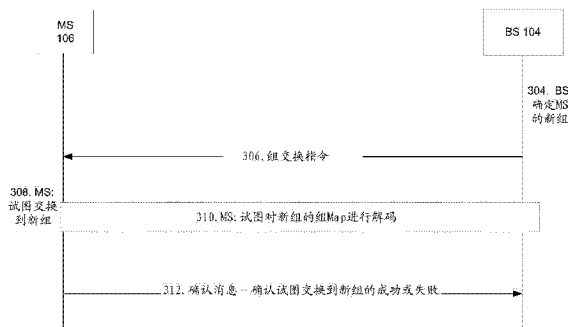 MS
106
BS 104
304. BS
确定MS
的新组
306. 组交换指令
308. MS:
试图交换
到新组
310. MS: 试图对新组的组Map进行解码
312. 确认消息 – 确认试图交换到新组的成功或失败